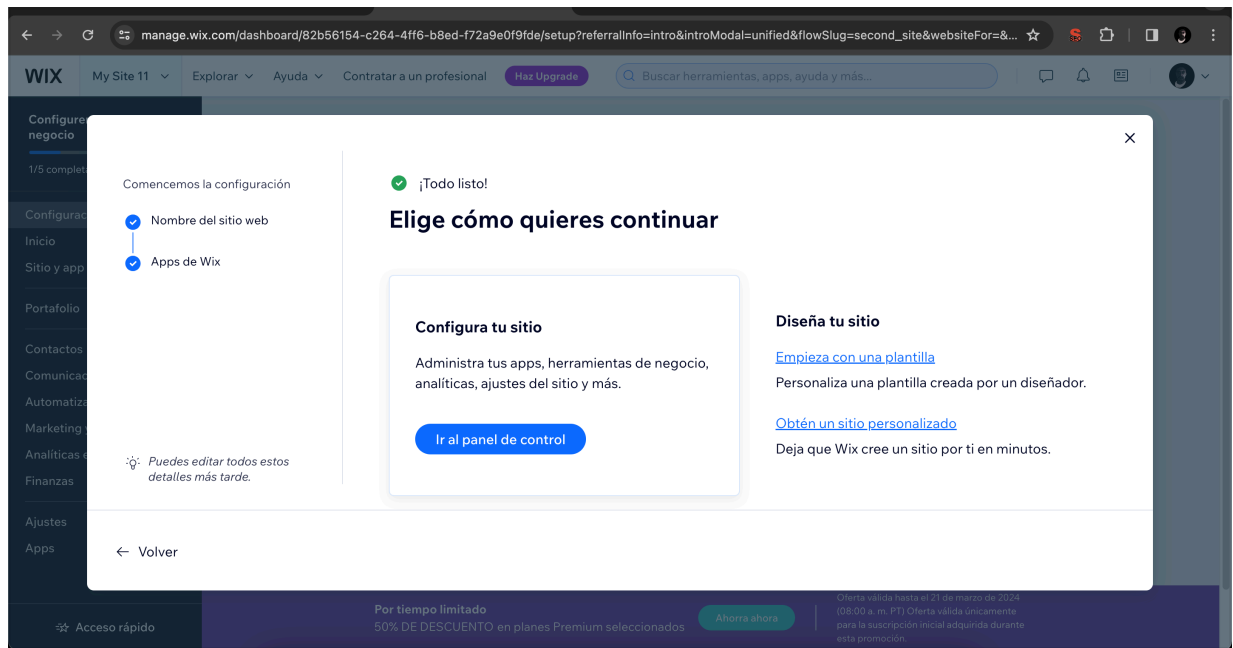 manage.wix.com/dashboard/82b56154-c264-4ff6-b8ed-f72a9e0f9fde/setup?referralInfo=intro&introModal=unified&flowSlug=second_site&websiteFor=&...
WIX My Site 11 Explorar Ayuda Contratar a un profesional Haz Upgrade Buscar herramientas, apps, ayuda y más...
negocio
1/5
Inicio
Sitio y app
Portafolio
Contactos
Marketing
Finanzas
Ajustes
Apps
Acceso rápido
Comencemos la configuración
Nombre del sitio web
Apps de Wix
Puedes editar todos estos
detalles más tarde.
¡Todo listo!
Elige cómo quieres continuar
Configura tu sitio
Administra tus apps, herramientas de negocio,
analíticas, ajustes del sitio y más.
Ir al panel de control
Diseña tu sitio
Empieza con una plantilla
Personaliza una plantilla creada por un diseñador.
Obtén un sitio personalizado
Deja que Wix cree un sitio por ti en minutos.
Volver
Por tiempo limitado
50% DE DESCUENTO en planes Premium seleccionados
Ahorra ahora
Oferta válida hasta el 21 de marzo de 2024
(08:00 a. m. PT) Oferta válida únicamente
para la suscripción inicial adquirida durante
esta promoción.